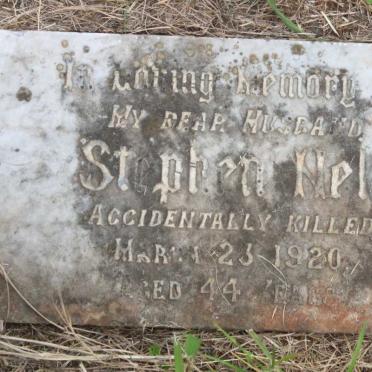 In Loving Memory
MY DEAR HUSBAND
Stephen Nel
ACCIDENTALLY KILLED
MARCH 23 1920.
AGED 44 YEARS